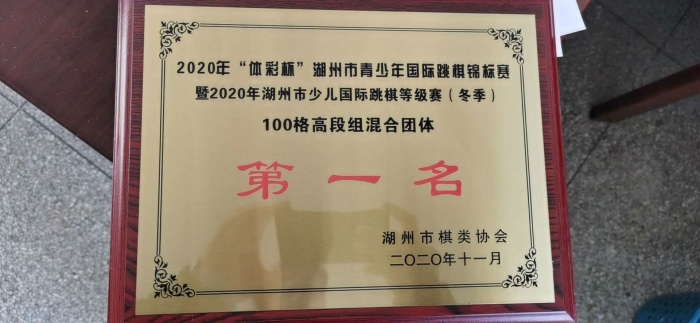 2020年“体彩杯”湖州市青少年国际跳棋锦标赛
暨2020年湖州市少儿国际跳棋等级赛（冬季）
100格高段组混合团体
第一名
湖州市棋类协会
二〇二〇年十一月